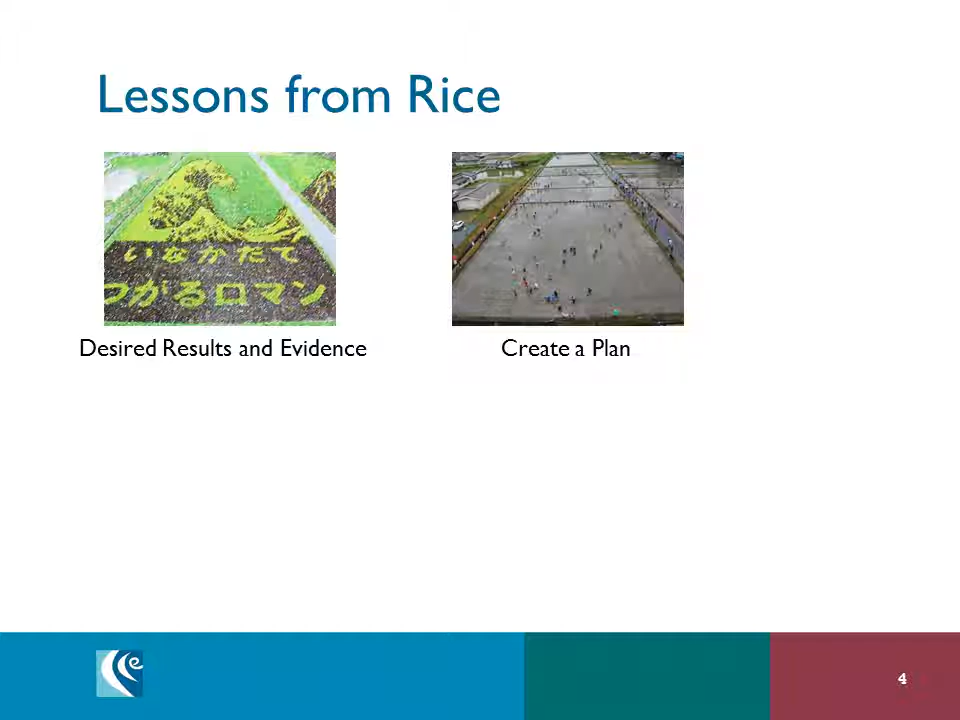 Lessons from Rice
いなかだて
つがるロマン
Desired Results and Evidence
Create a Plan
e
4